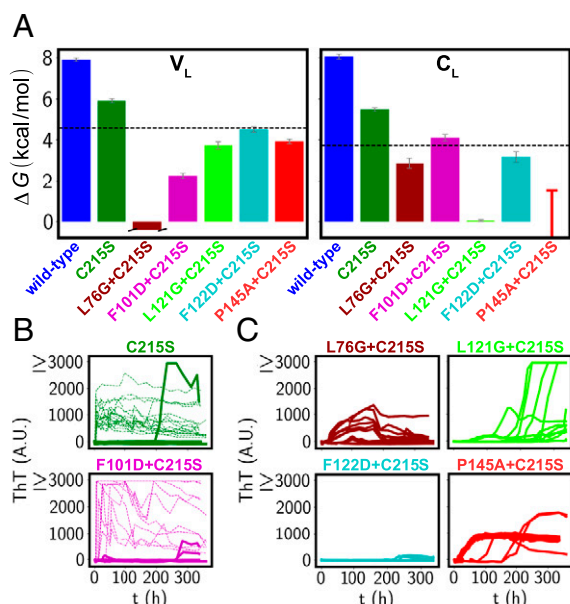 A
V_L
C_L
ΔG (kcal/mol)
8
6
4
2
0
wild-type
C215S
L76G+C215S
F101D+C215S
L121G+C215S
F122D+C215S
P145A+C215S
wild-type
C215S
L76G+C215S
F101D+C215S
L121G+C215S
F122D+C215S
P145A+C215S
B
C
C215S
L76G+C215S
L121G+C215S
ThT (A.U.)
≥
3000
2000
1000
0
F101D+C215S
F122D+C215S
P145A+C215S
≥
3000
2000
1000
0
≥
3000
2000
1000
0
≥
3000
2000
1000
0
0 100 200 300
0 100 200 300
0 100 200 300
t (h)
t (h)
t (h)